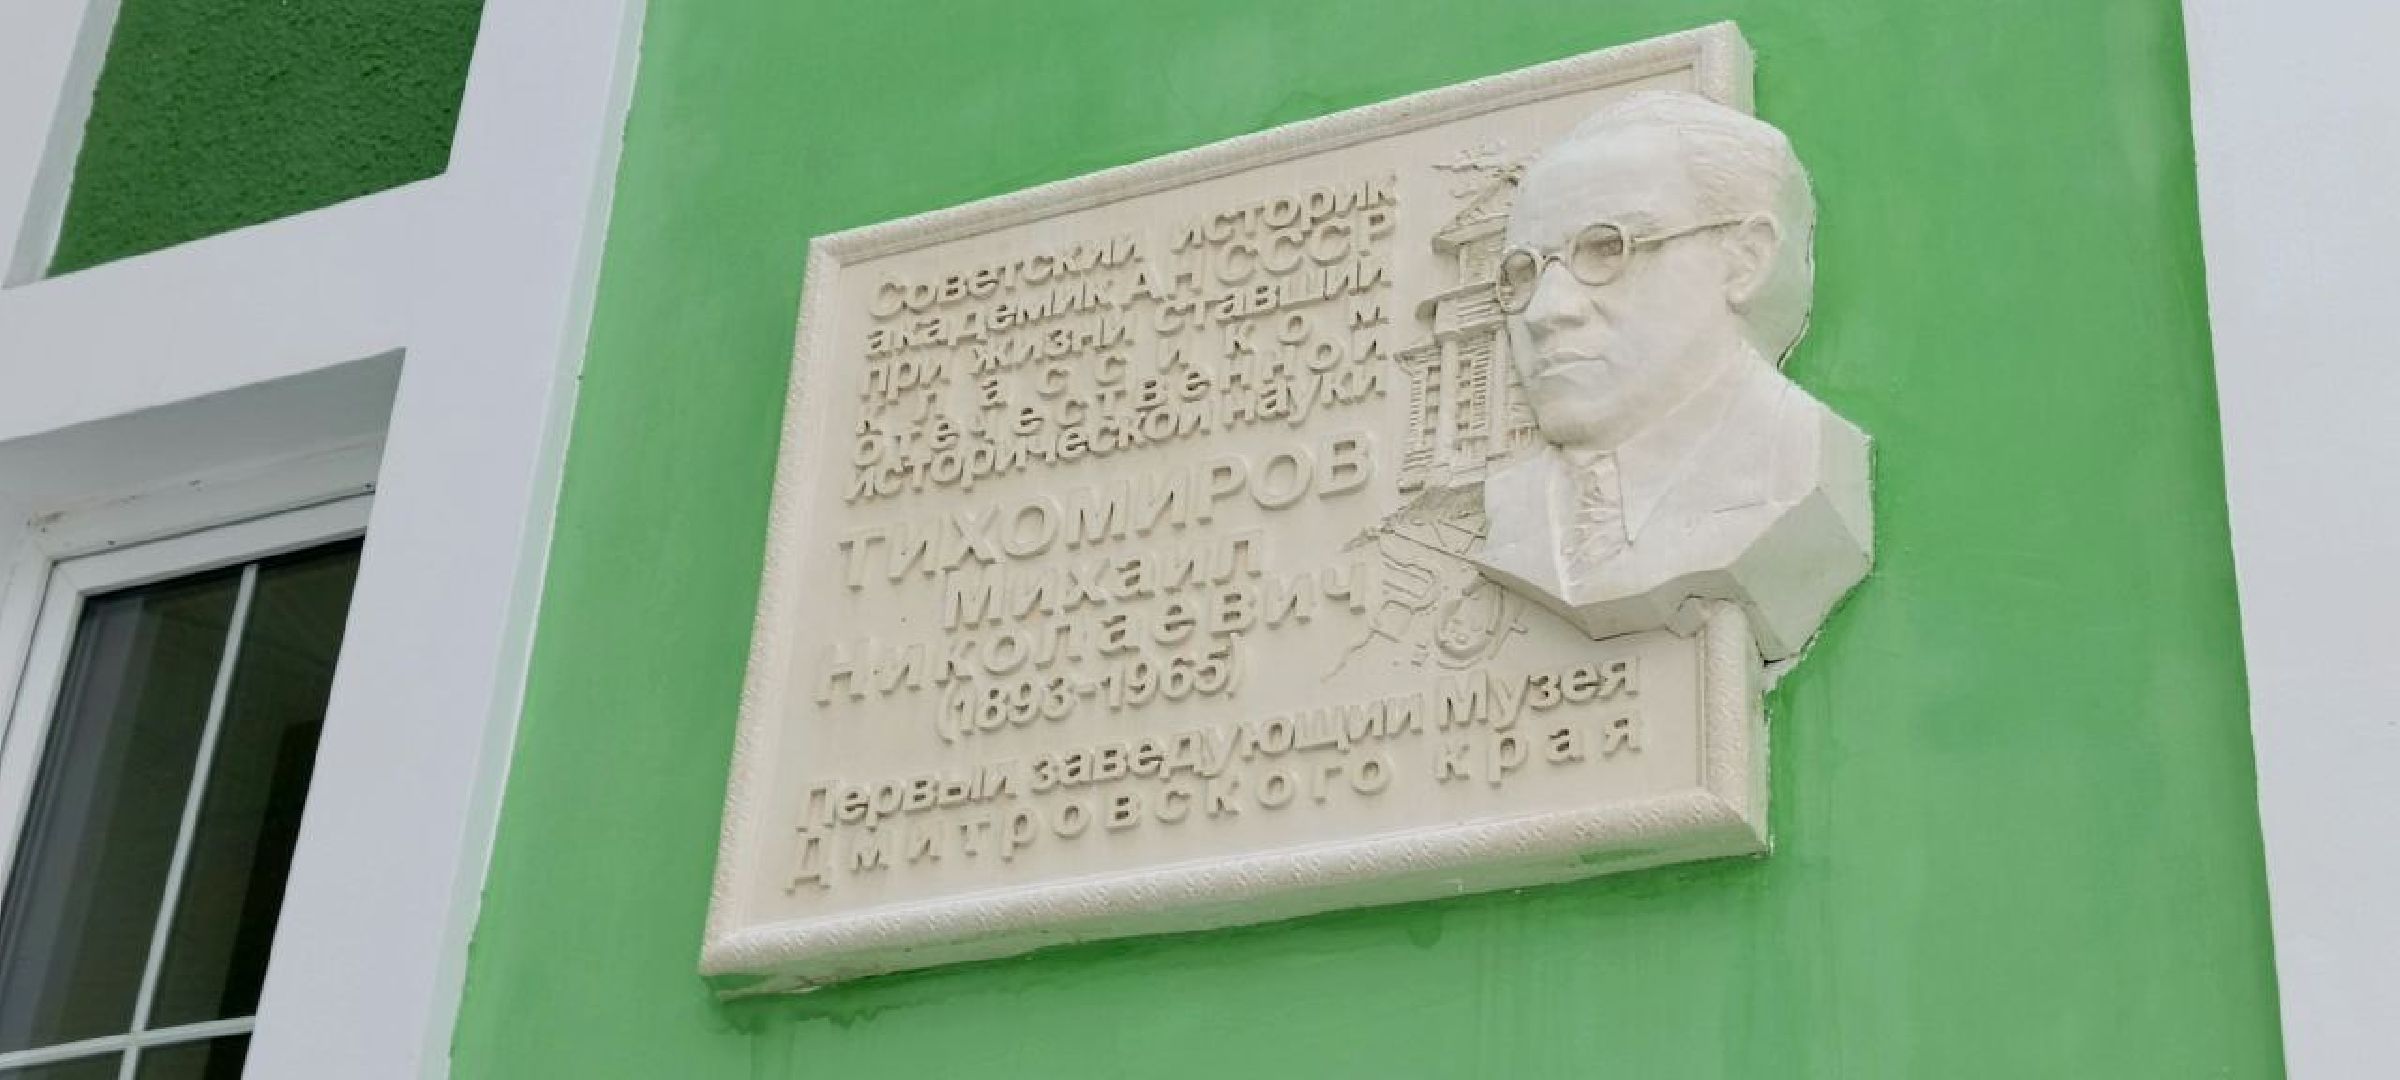 Советский историк
академик АН СССР
при жизни ставший
классиком
отечественной
исторической науки
ТИХОМИРОВ
Михаил
Николаевич
(1893-1965)
Первый заведующий Музея
Дмитровского края